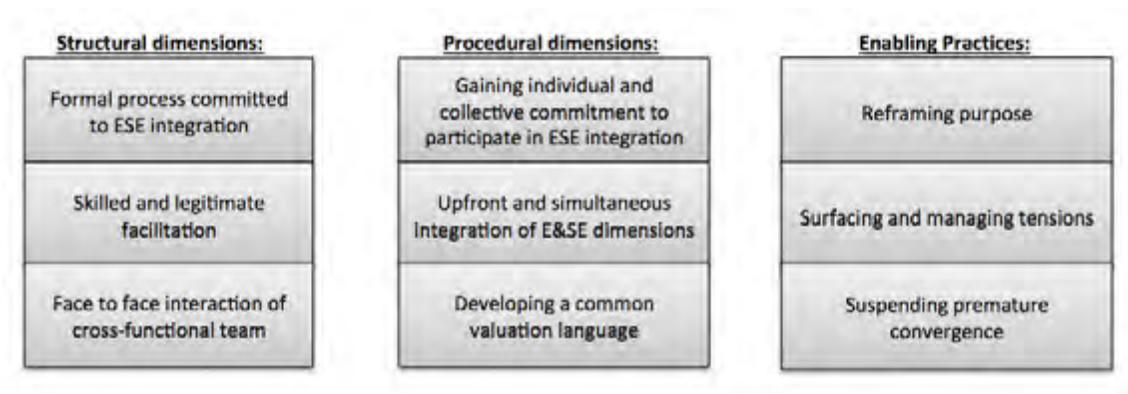 Structural dimensions:
Formal process committed
to ESE integration
Skilled and legitimate
facilitation
Face to face interaction of
cross-functional team
Procedural dimensions:
Gaining individual and
collective commitment to
participate in ESE integration
Upfront and simultaneous
integration of E&SE dimensions
Developing a common
valuation language
Enabling Practices:
Reframing purpose
Surfacing and managing tensions
Suspending premature
convergence